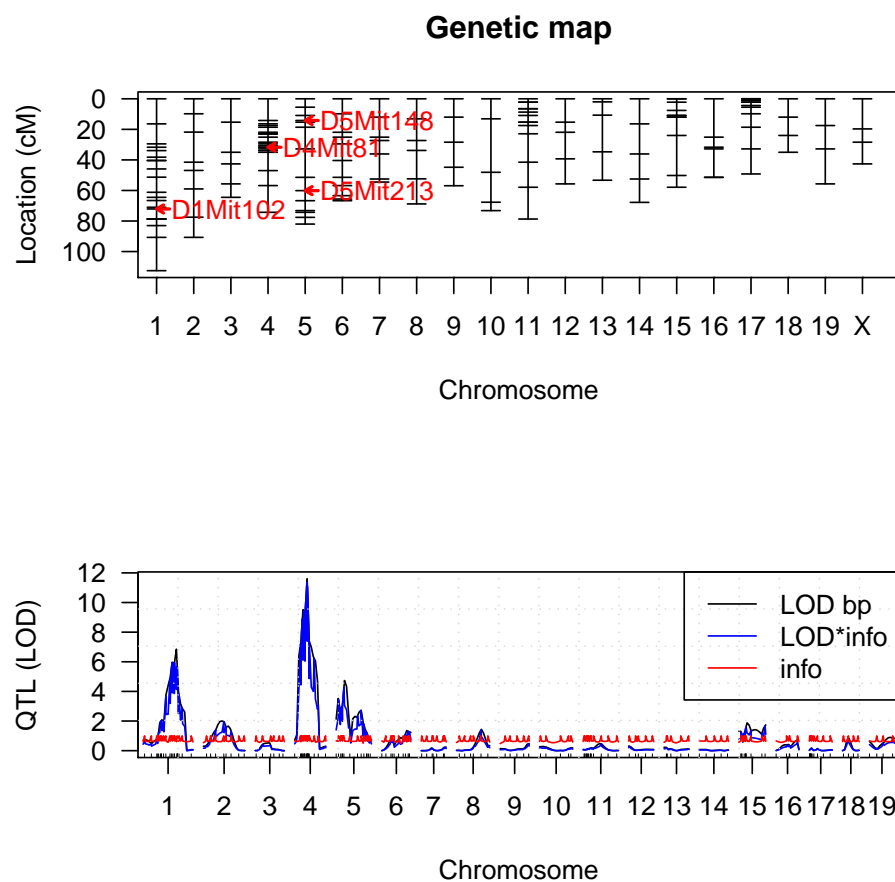 Genetic map
Location (cM)
0
20
40
60
80
100
D5Mit148
D4Mit81
D5Mit213
D1Mit102
1 2 3 4 5 6 7 8 9 10 11 12 13 14 15 16 17 18 19 X
Chromosome
QTL (LOD)
12
10
8
6
4
2
0
LOD bp
LOD*info
info
1 2 3 4 5 6 7 8 9 10 11 12 13 14 15 16 17 18 19
Chromosome